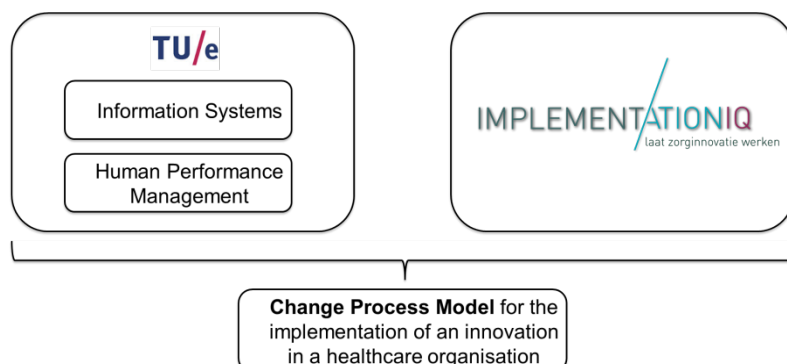 TU/e
Information Systems
Human Performance
Management
IMPLEMENTATIONIQ
laat zorginnovatie werken
Change Process Model for the
implementation of an innovation
in a healthcare organisation